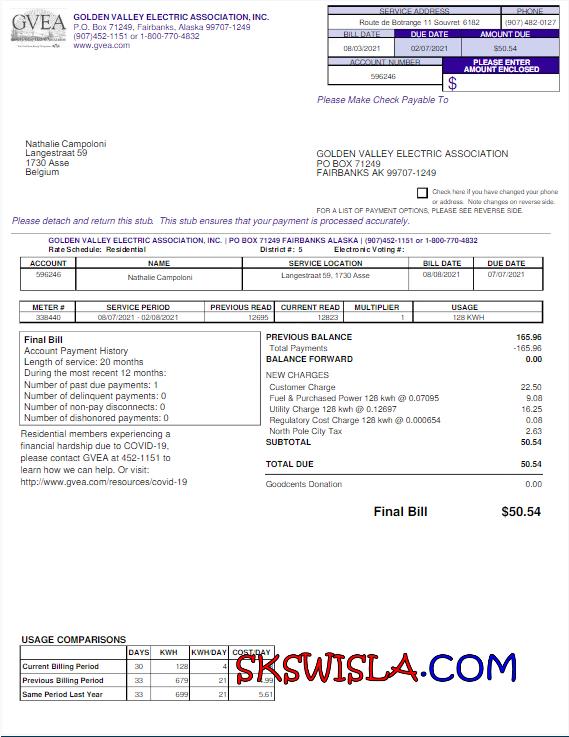 GVEA
GOLDEN VALLEY ELECTRIC ASSOCIATION, INC.
P.O. Box 71249, Fairbanks, Alaska 99707-1249
(907)452-1151 or 1-800-770-4832
www.gvea.com
SERVICE ADDRESS PHONE
Route de Botrange 11 Souvret 6182 (907) 482-0127
BILL DATE DUE DATE AMOUNT DUE
08/03/2021 02/07/2021 $50.54
ACCOUNT NUMBER PLEASE ENTER AMOUNT ENCLOSED
596246 $
Please Make Check Payable To
Nathalie Campoloni
Langestraat 59
1730 Asse
Belgium
GOLDEN VALLEY ELECTRIC ASSOCIATION
PO BOX 71249
FAIRBANKS AK 99707-1249
Check here if you have changed your phone
or address. Note changes on reverse side.
FOR A LIST OF PAYMENT OPTIONS, PLEASE SEE REVERSE SIDE.
Please detach and return this stub. This stub ensures that your payment is processed accurately.
GOLDEN VALLEY ELECTRIC ASSOCIATION, INC. | PO BOX 71249 FAIRBANKS ALASKA | (907)452-1151 or 1-800-770-4832
Rate Schedule: Residential District #: 5 Electronic Voting #:
ACCOUNT NAME SERVICE LOCATION BILL DATE DUE DATE
596246 Nathalie Campoloni Langestraat 59, 1730 Asse 08/08/2021 07/07/2021
METER # SERVICE PERIOD PREVIOUS READ CURRENT READ MULTIPLIER USAGE
338440 08/07/2021 - 02/08/2021 12695 12823 1 128 KWH
Final Bill
Account Payment History
Length of service: 20 months
During the most recent 12 months:
Number of past due payments: 1
Number of delinquent payments: 0
Number of non-pay disconnects: 0
Number of dishonored payments: 0
Residential members experiencing a
financial hardship due to COVID-19,
please contact GVEA at 452-1151 to
learn how we can help. Or visit:
http://www.gvea.com/resources/covid-19
PREVIOUS BALANCE 165.96
Total Payments -165.96
BALANCE FORWARD 0.00
NEW CHARGES
Customer Charge 22.50
Fuel & Purchased Power 128 kwh @ 0.07095 9.08
Utility Charge 128 kwh @ 0.12697 16.25
Regulatory Cost Charge 128 kwh @ 0.000654 0.08
North Pole City Tax 2.63
SUBTOTAL 50.54
TOTAL DUE 50.54
Goodcents Donation 0.00
Final Bill $50.54
USAGE COMPARISONS
DAYS KWH KWH/DAY COST/DAY
Current Billing Period 30 128 4
Previous Billing Period 33 679 21
Same Period Last Year 33 699 21 5.61
SKSWISLA.COM